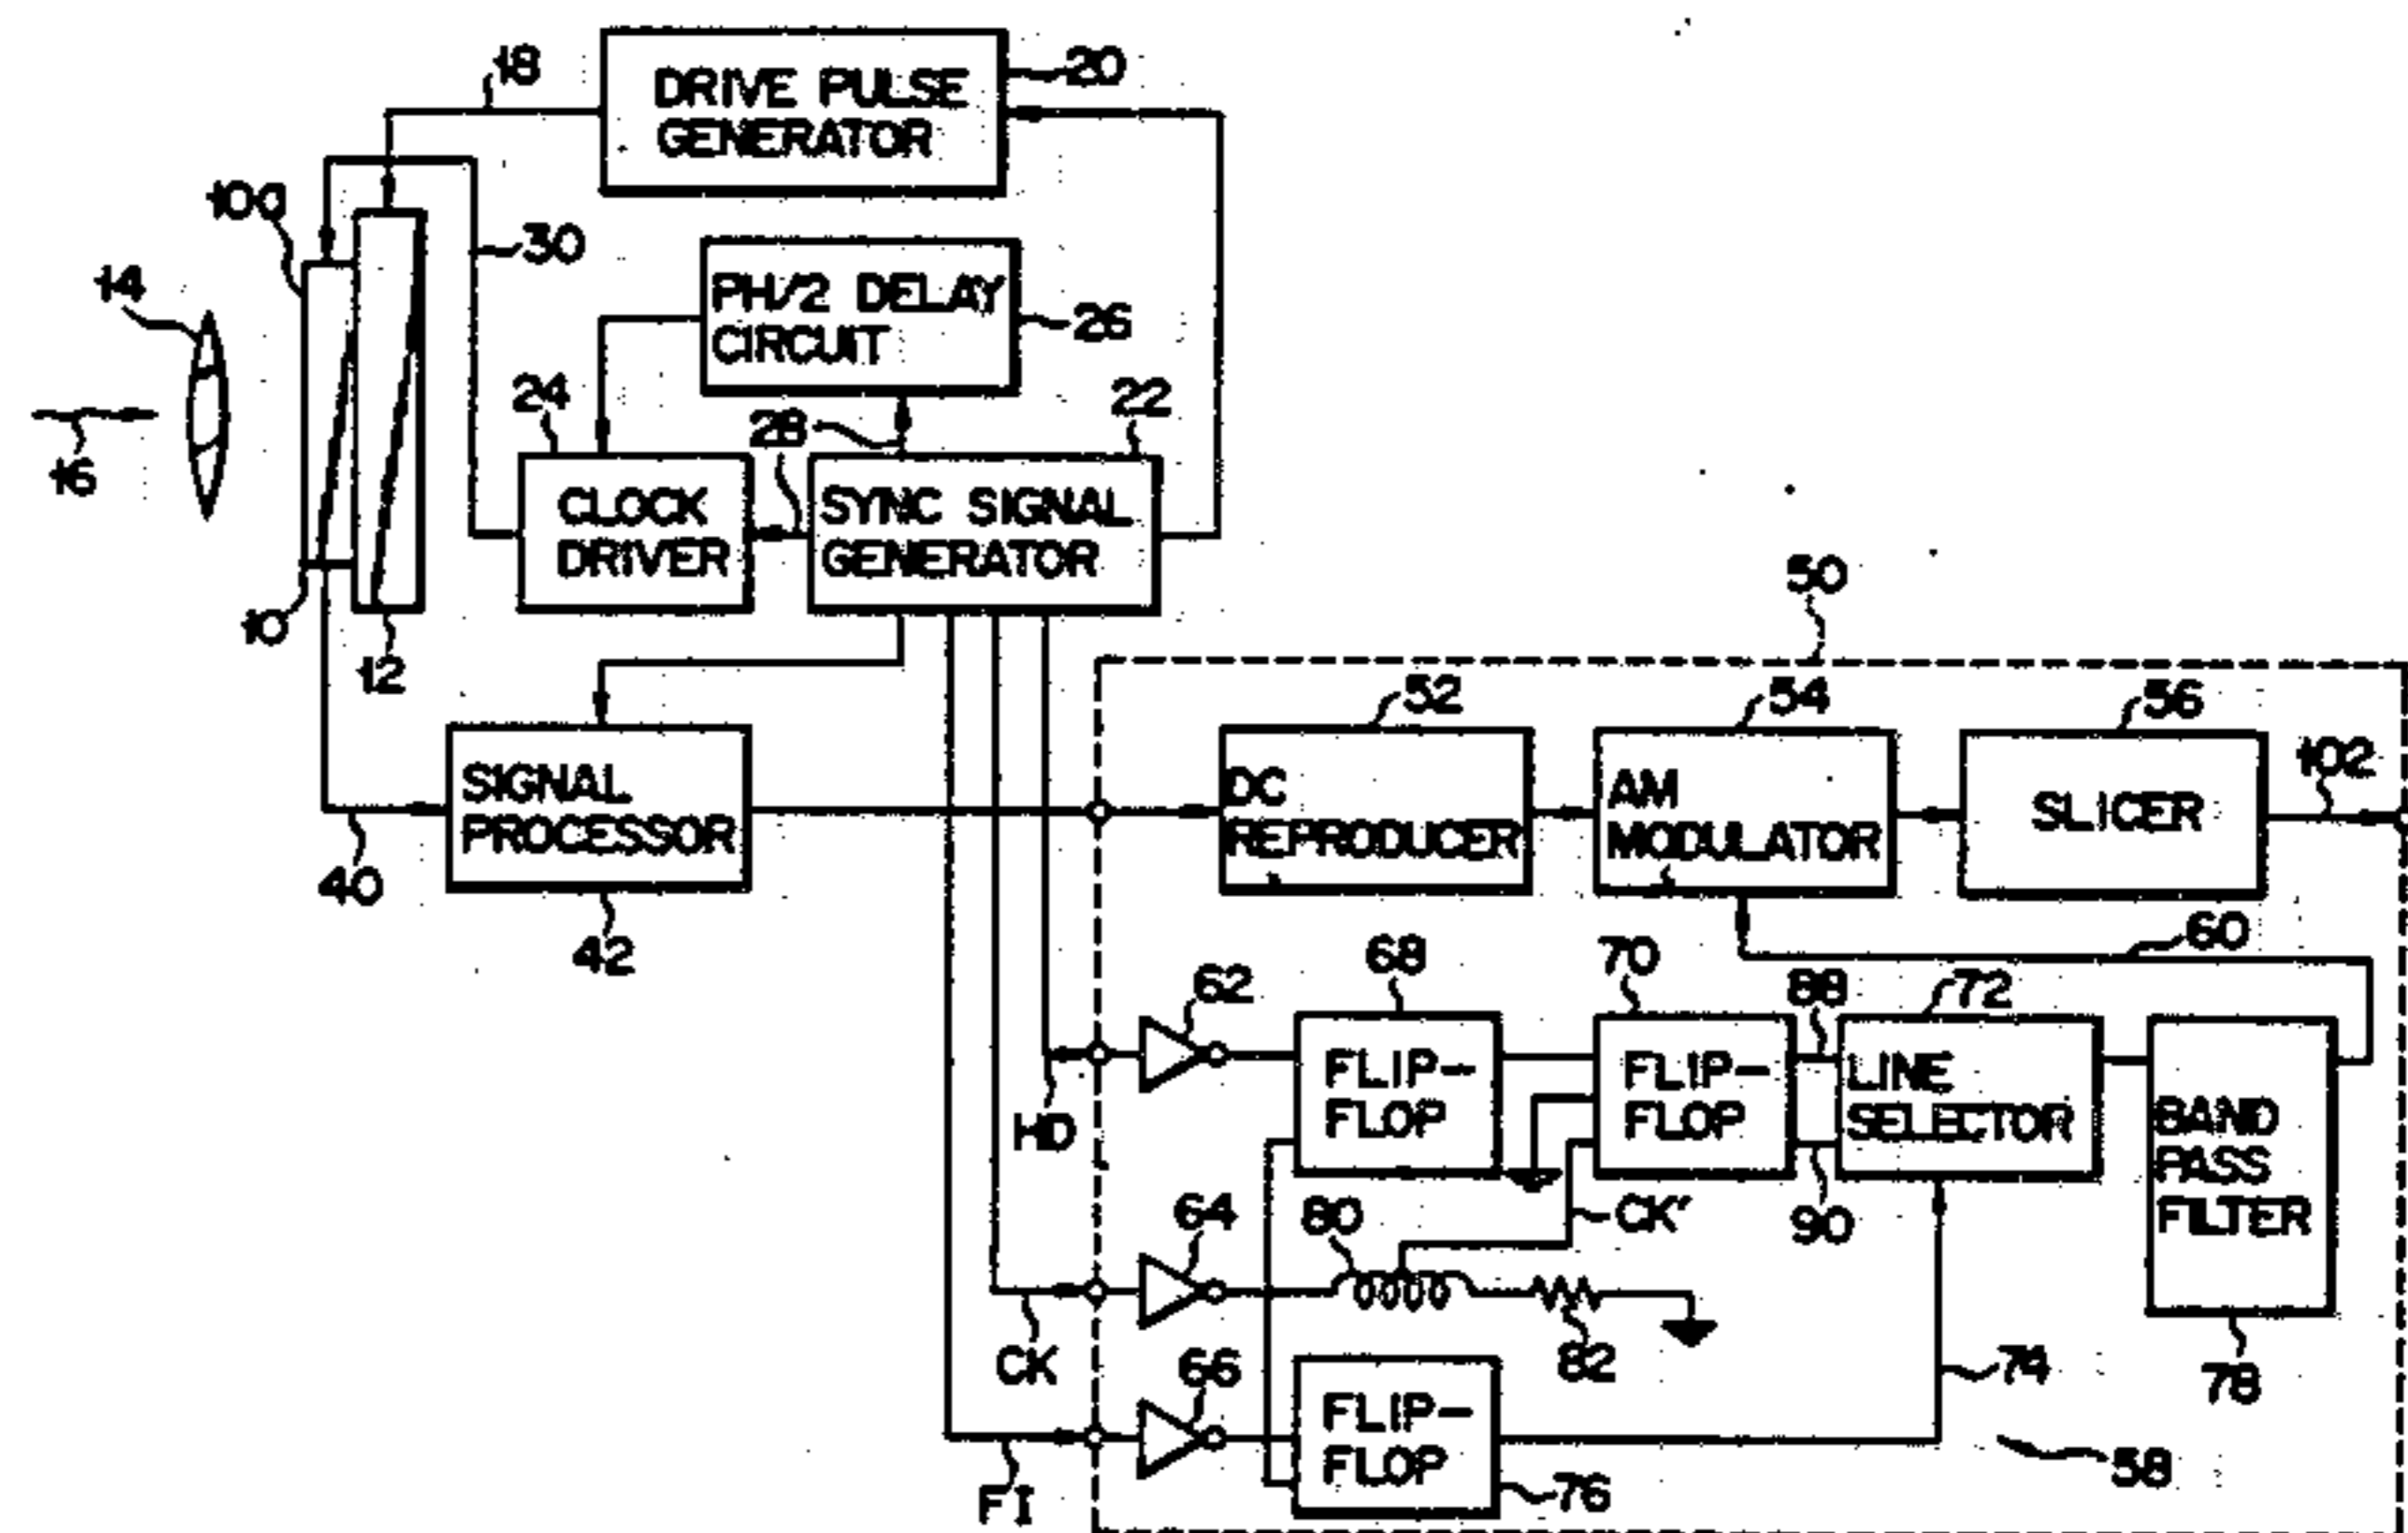 18
DRIVE PULSE
GENERATOR
20
10a
30
14
PH/2 DELAY
CIRCUIT
26
24
28
22
16
CLOCK
DRIVER
SYNC SIGNAL
GENERATOR
10
12
50
52
54
56
102
SIGNAL
PROCESSOR
DC
REPRODUCER
AM
MODULATOR
SLICER
40
42
60
62
68
70
88
72
FLIP-
FLOP
FLIP-
FLOP
LINE
SELECTOR
BAND
PASS
FILTER
HD
64
80
CK'
90
CK
66
82
74
78
FLIP-
FLOP
FI
76
58